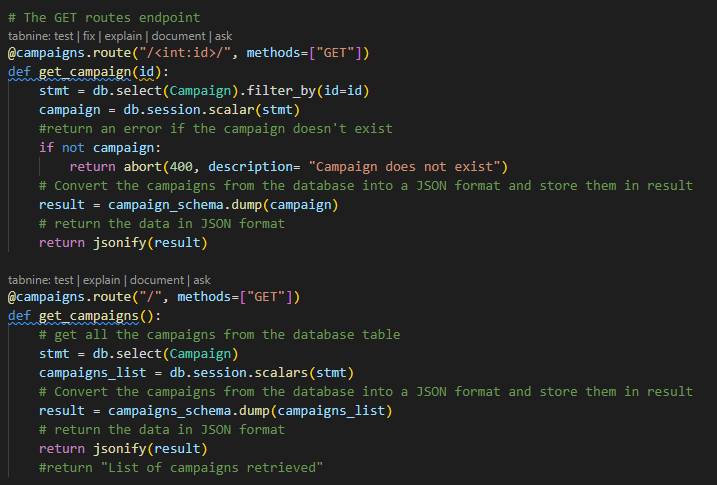 # The GET routes endpoint
tabnine: test | fix | explain | document | ask
@campaigns.route("/<int:id>/", methods=["GET"])
def get_campaign(id):
    stmt = db.select(Campaign).filter_by(id=id)
    campaign = db.session.scalar(stmt)
    #return an error if the campaign doesn't exist
    if not campaign:
        return abort(400, description= "Campaign does not exist")
    # Convert the campaigns from the database into a JSON format and store them in result
    result = campaign_schema.dump(campaign)
    # return the data in JSON format
    return jsonify(result)
tabnine: test | explain | document | ask
@campaigns.route("/", methods=["GET"])
def get_campaigns():
    # get all the campaigns from the database table
    stmt = db.select(Campaign)
    campaigns_list = db.session.scalars(stmt)
    # Convert the campaigns from the database into a JSON format and store them in result
    result = campaigns_schema.dump(campaigns_list)
    # return the data in JSON format
    return jsonify(result)
    #return "List of campaigns retrieved"